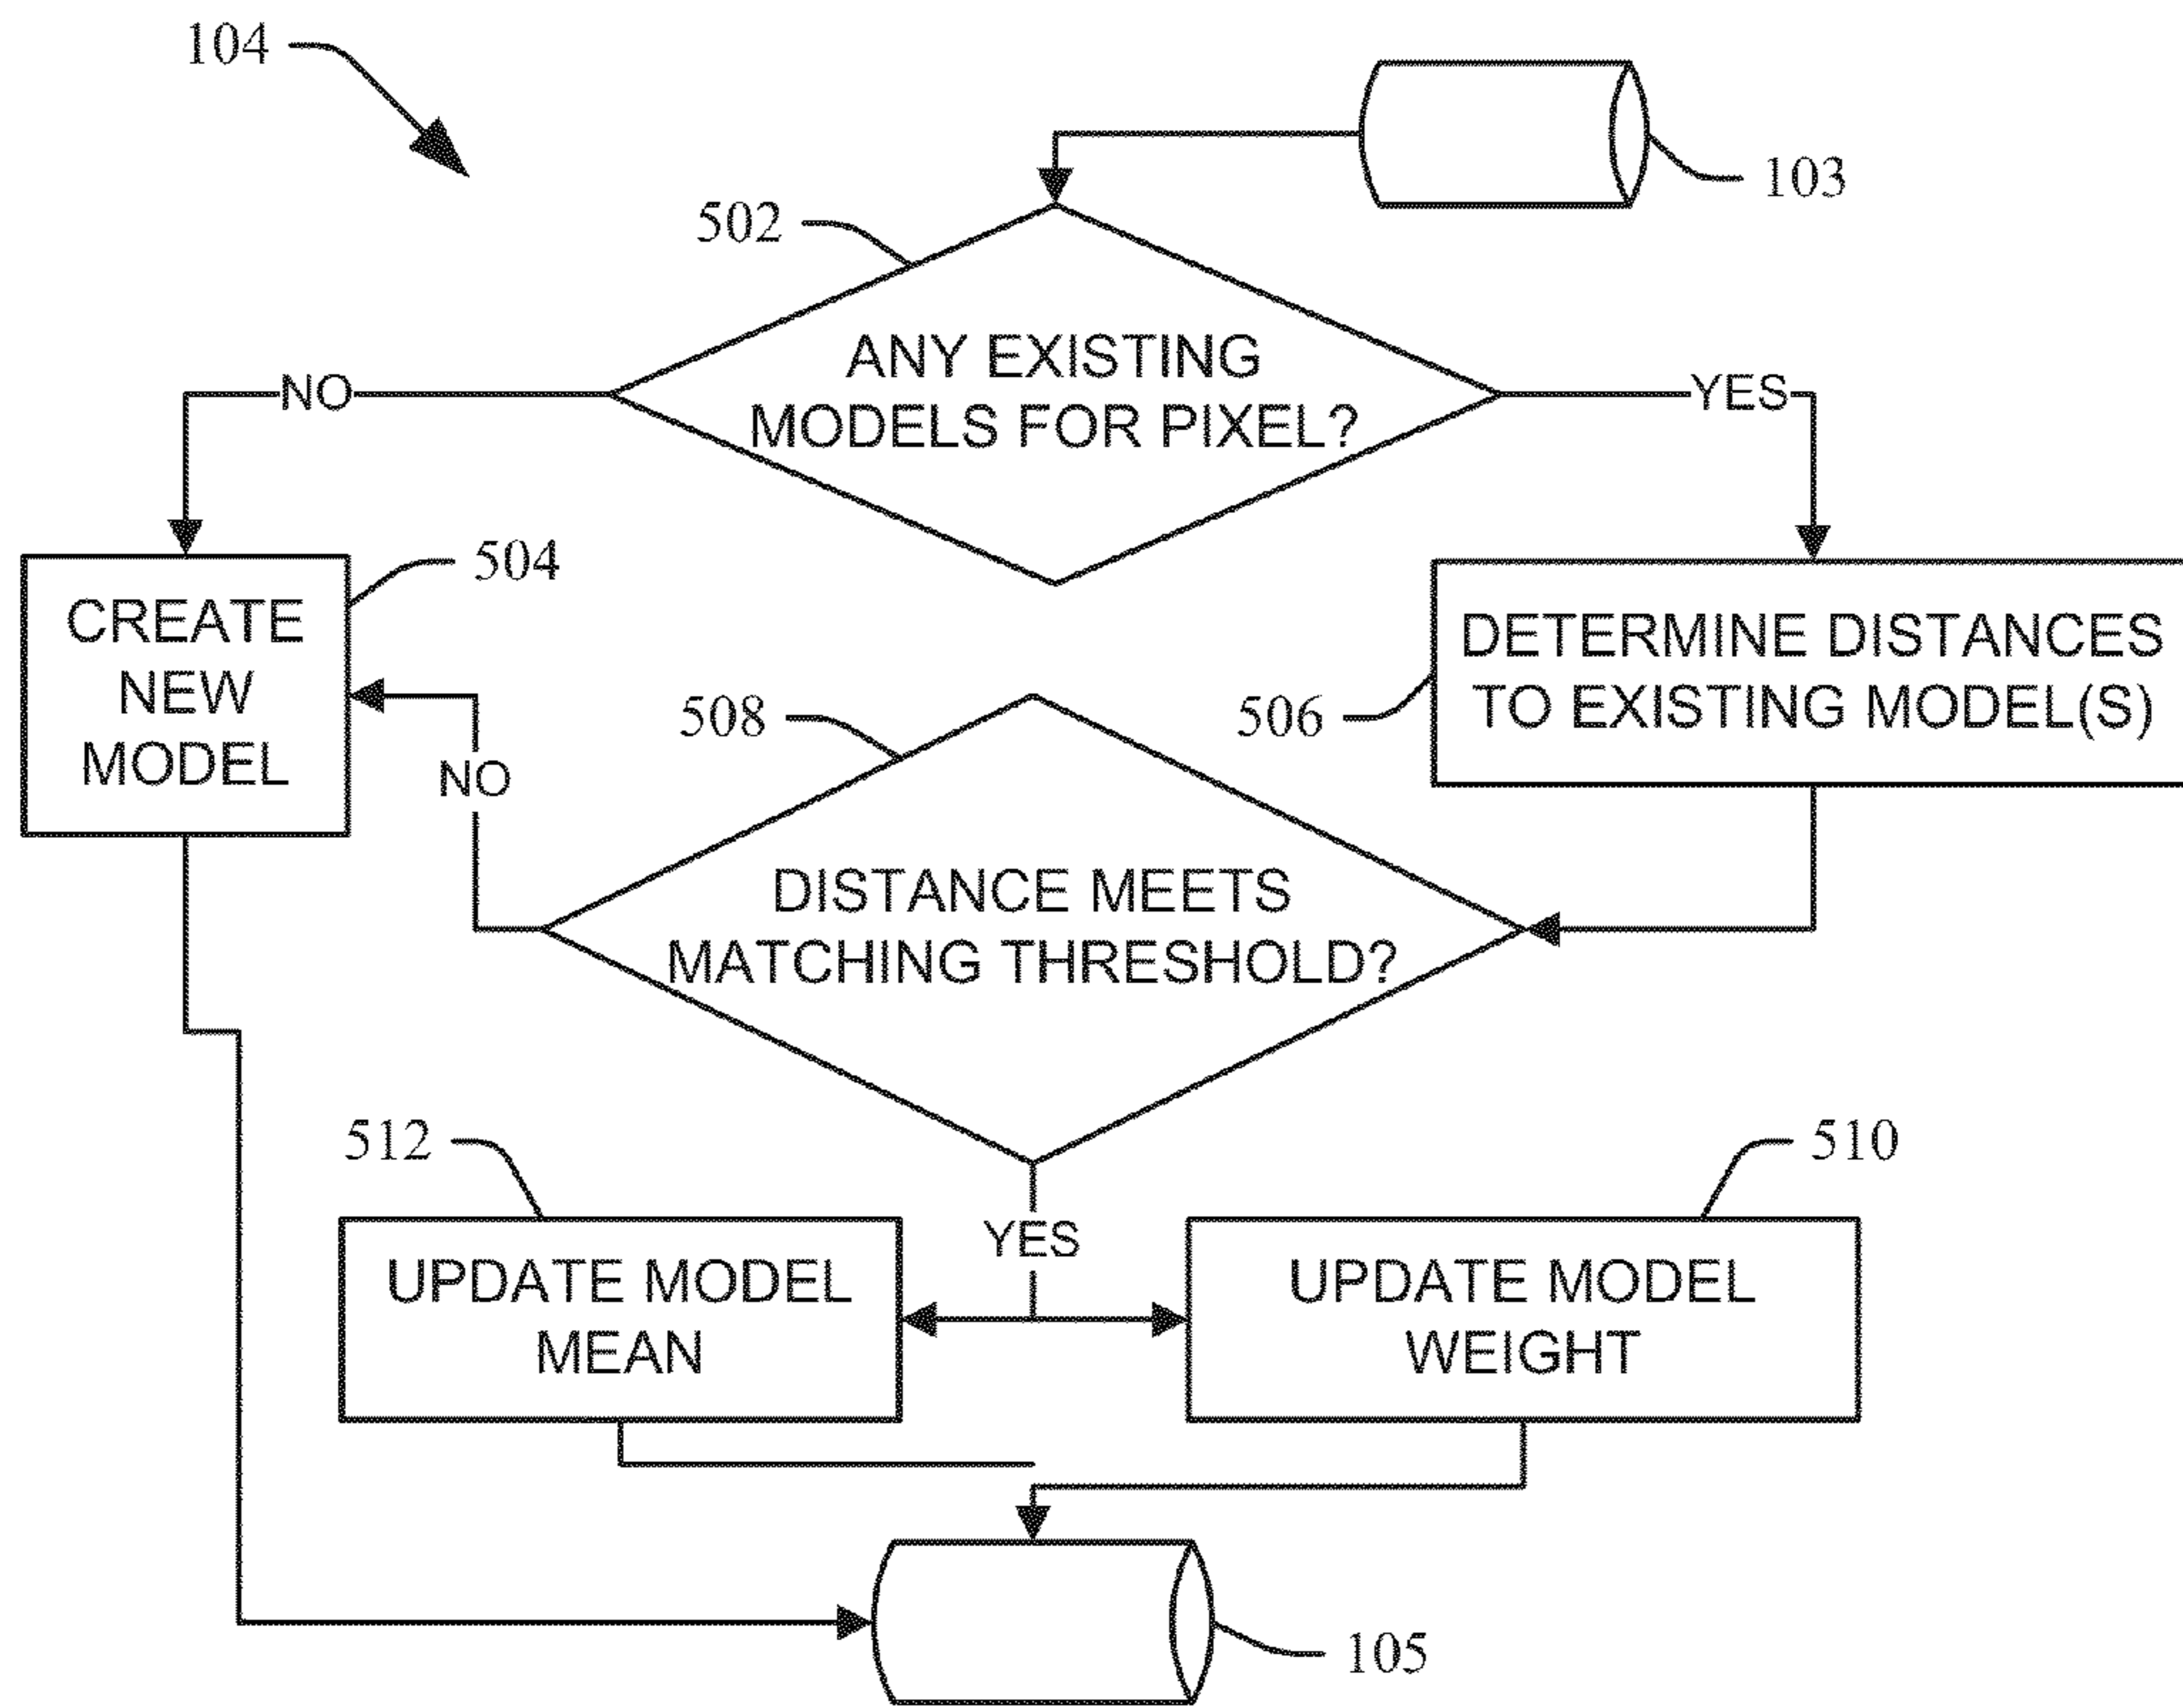 104
103
502
ANY EXISTING
MODELS FOR PIXEL?
NO
YES
504
CREATE
NEW
MODEL
506
DETERMINE DISTANCES
TO EXISTING MODEL(S)
508
NO
DISTANCE MEETS
MATCHING THRESHOLD?
YES
512
UPDATE MODEL
MEAN
510
UPDATE MODEL
WEIGHT
105